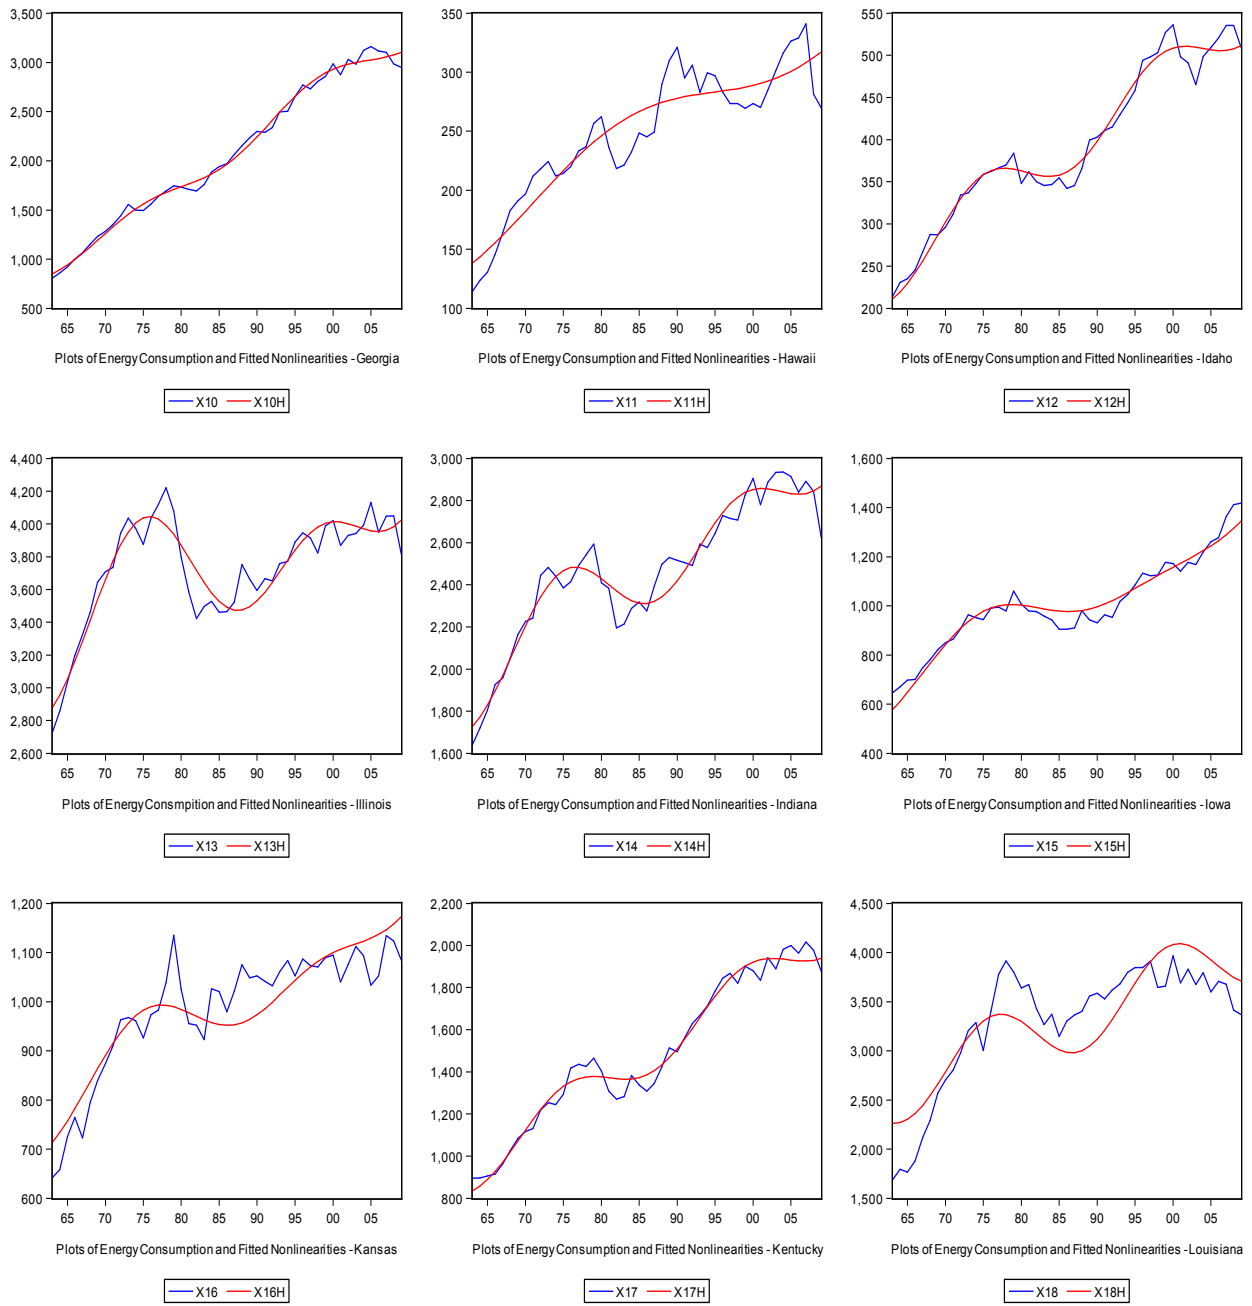 3,500
3,000
2,500
2,000
1,500
1,000
500
65 70 75 80 85 90 95 00 05
Plots of Energy Consumption and Fitted Nonlinearities - Georgia
X10 X10H
350
300
250
200
150
100
65 70 75 80 85 90 95 00 05
Plots of Energy Consumption and Fitted Nonlinearities - Hawaii
X11 X11H
550
500
450
400
350
300
250
200
65 70 75 80 85 90 95 00 05
Plots of Energy Consumption and Fitted Nonlinearities - Idaho
X12 X12H
4,400
4,200
4,000
3,800
3,600
3,400
3,200
3,000
2,800
2,600
65 70 75 80 85 90 95 00 05
Plots of Energy Consmpition and Fitted Nonlinearities - Illinois
X13 X13H
3,000
2,800
2,600
2,400
2,200
2,000
1,800
1,600
65 70 75 80 85 90 95 00 05
Plots of Energy Consumption and Fitted Nonlinearities - Indiana
X14 X14H
1,600
1,400
1,200
1,000
800
600
400
65 70 75 80 85 90 95 00 05
Plots of Energy Consumption and Fitted Nonlinearities - Iowa
X15 X15H
1,200
1,100
1,000
900
800
700
600
65 70 75 80 85 90 95 00 05
Plots of Energy Consumption and Fitted Nonlinearities - Kansas
X16 X16H
2,200
2,000
1,800
1,600
1,400
1,200
1,000
800
65 70 75 80 85 90 95 00 05
Plots of Energy Consumption and Fitted Nonlinearities - Kentucky
X17 X17H
4,500
4,000
3,500
3,000
2,500
2,000
1,500
65 70 75 80 85 90 95 00 05
Plots of Energy Consumption and Fitted Nonlinearities - Louisiana
X18 X18H